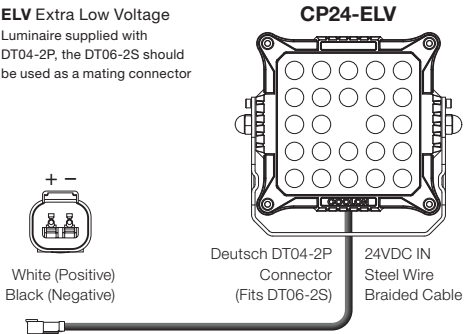 ELV Extra Low Voltage
Luminaire supplied with
DT04-2P, the DT06-2S should
be used as a mating connector
CP24-ELV
+ −
White (Positive)
Black (Negative)
Deutsch DT04-2P
Connector
(Fits DT06-2S)
24VDC IN
Steel Wire
Braided Cable